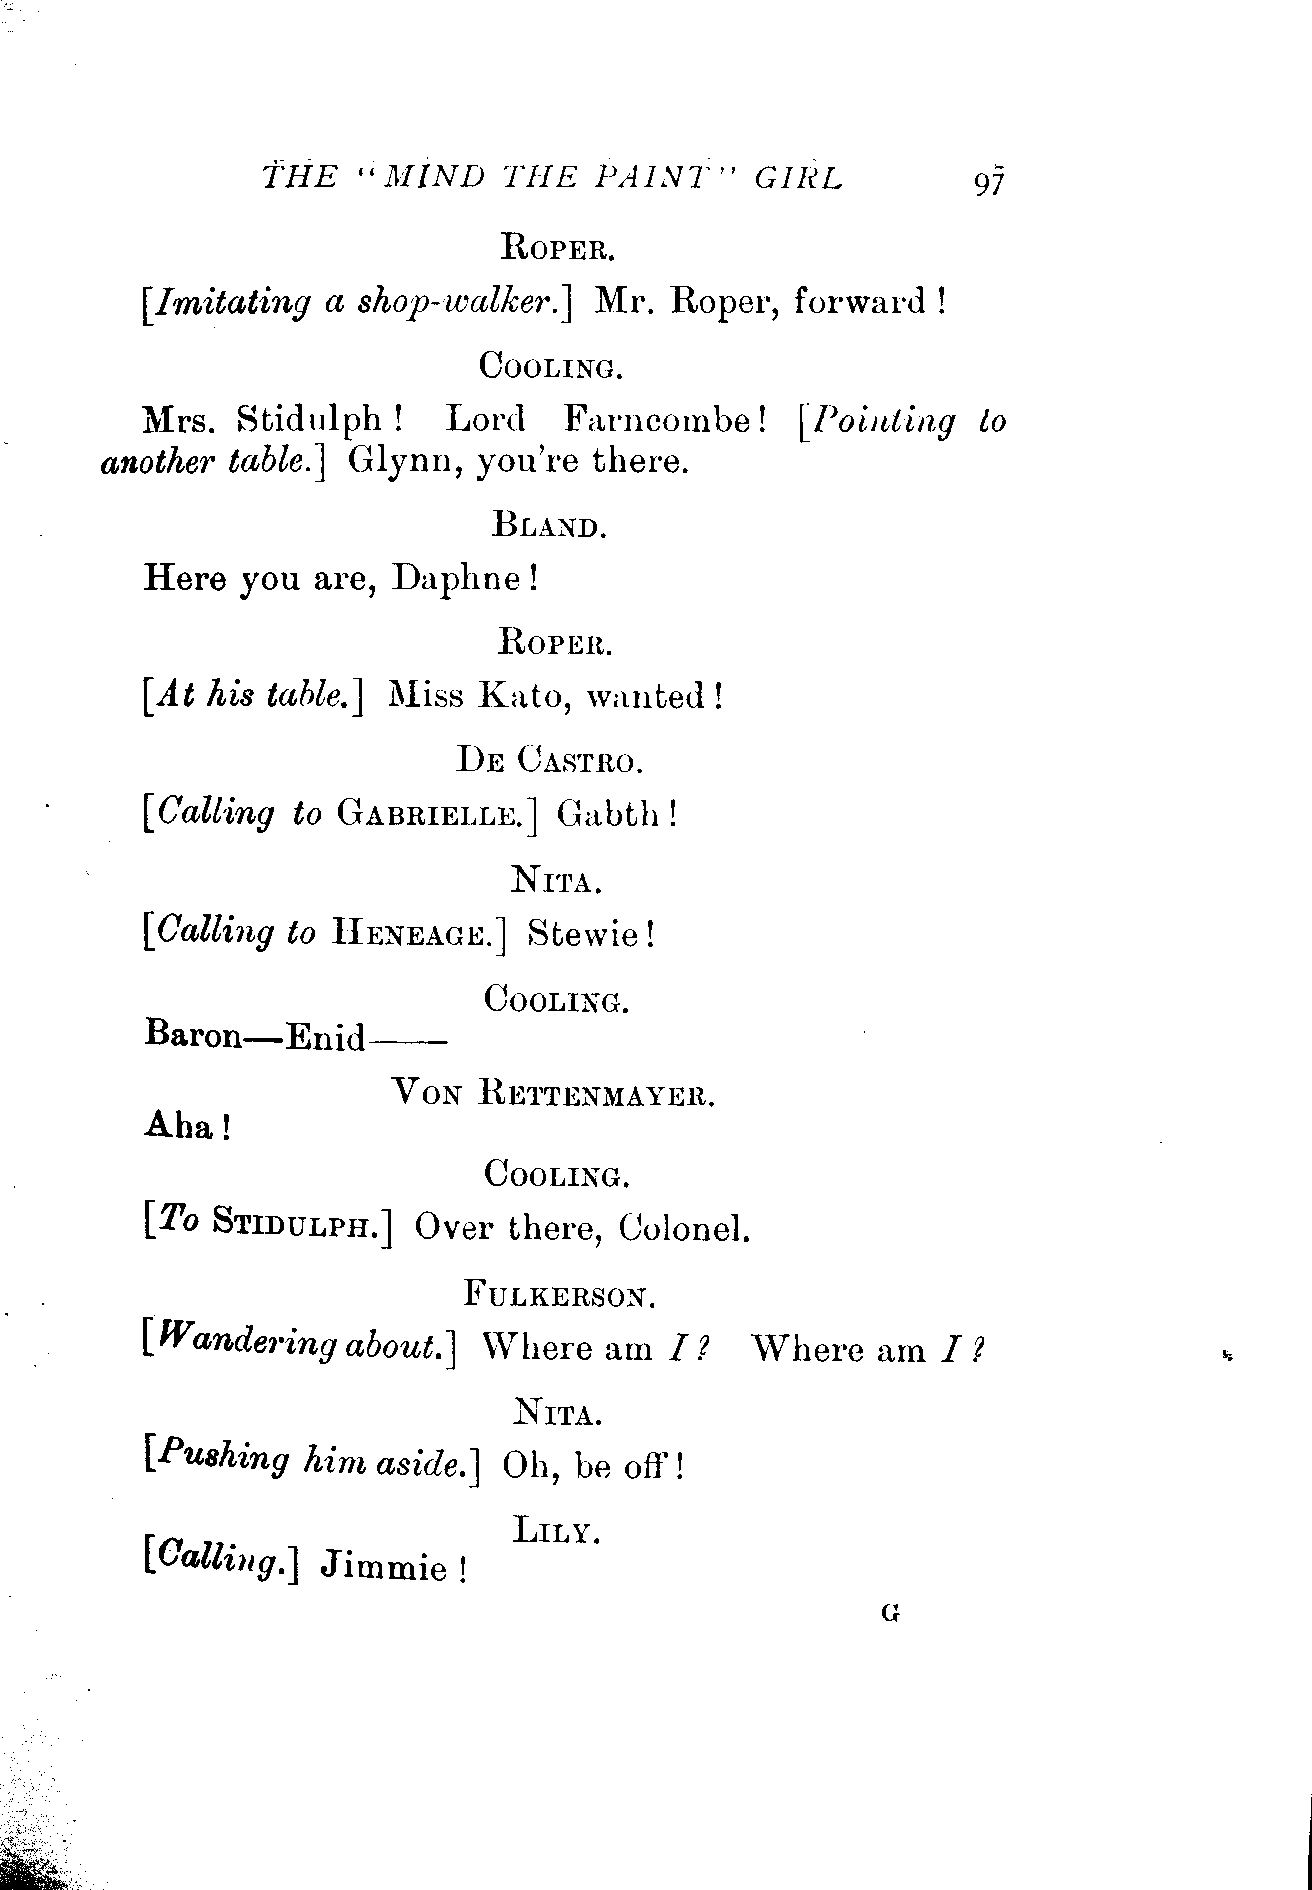 THE "MIND THE PAINT" GIRL 97
ROPER.
[Imitating a shop-walker.] Mr. Roper, forward!
COOLING.
Mrs. Stidulph! Lord Farncombe! [Pointing to
another table.] Glynn, you're there.
BLAND.
Here you are, Daphne!
ROPER.
[At his table.] Miss Kato, wanted!
DE CASTRO.
[Calling to GABRIELLE.] Gabth!
NITA.
[Calling to HENEAGE.] Stewie!
COOLING.
Baron—Enid——
VON RETTENMAYER.
Aha!
COOLING.
[To STIDULPH.] Over there, Colonel.
FULKERSON.
[Wandering about.] Where am I? Where am I?
NITA.
[Pushing him aside.] Oh, be off!
LILY.
[Calling.] Jimmie!
G